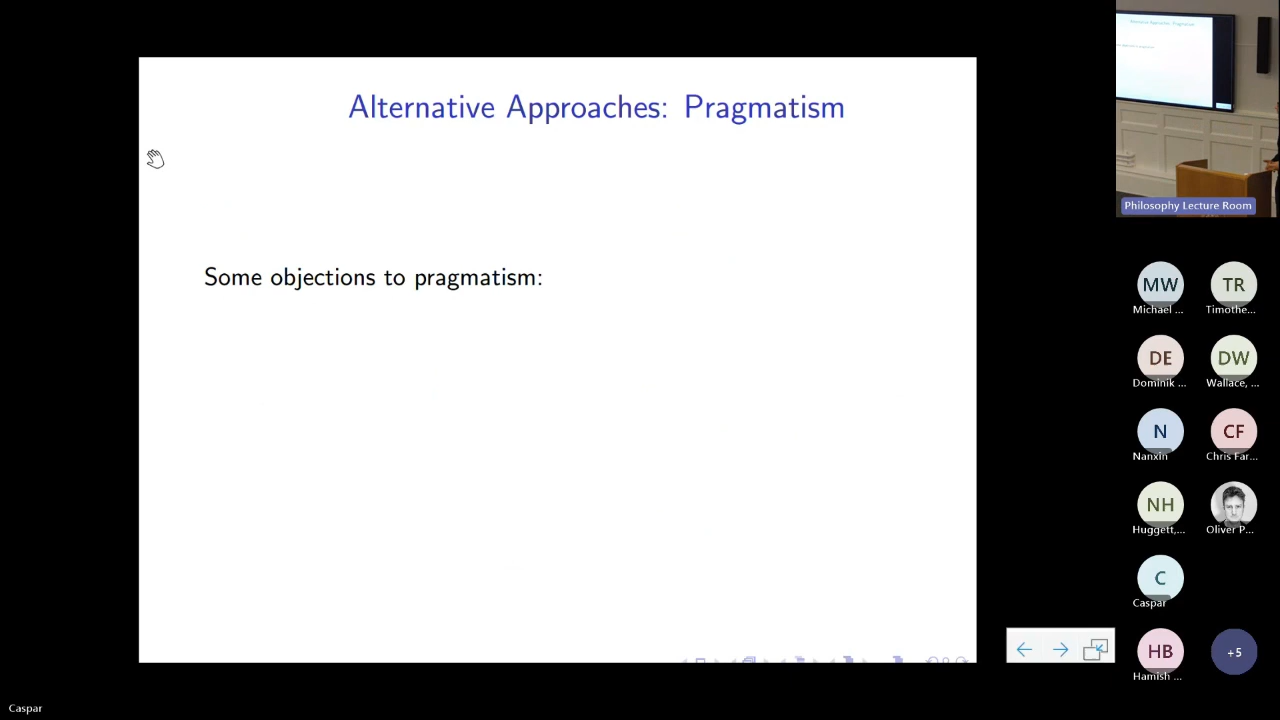 Alternative Approaches: Pragmatism
Some objections to pragmatism:
Philosophy Lecture Room
MW
Michael ...
TR
Timothe...
DE
Dominik ...
DW
Wallace, ...
N
Nanxin
CF
Chris Far...
NH
Huggett,...
Oliver P...
C
Caspar
HB
Hamish ...
+5
Caspar